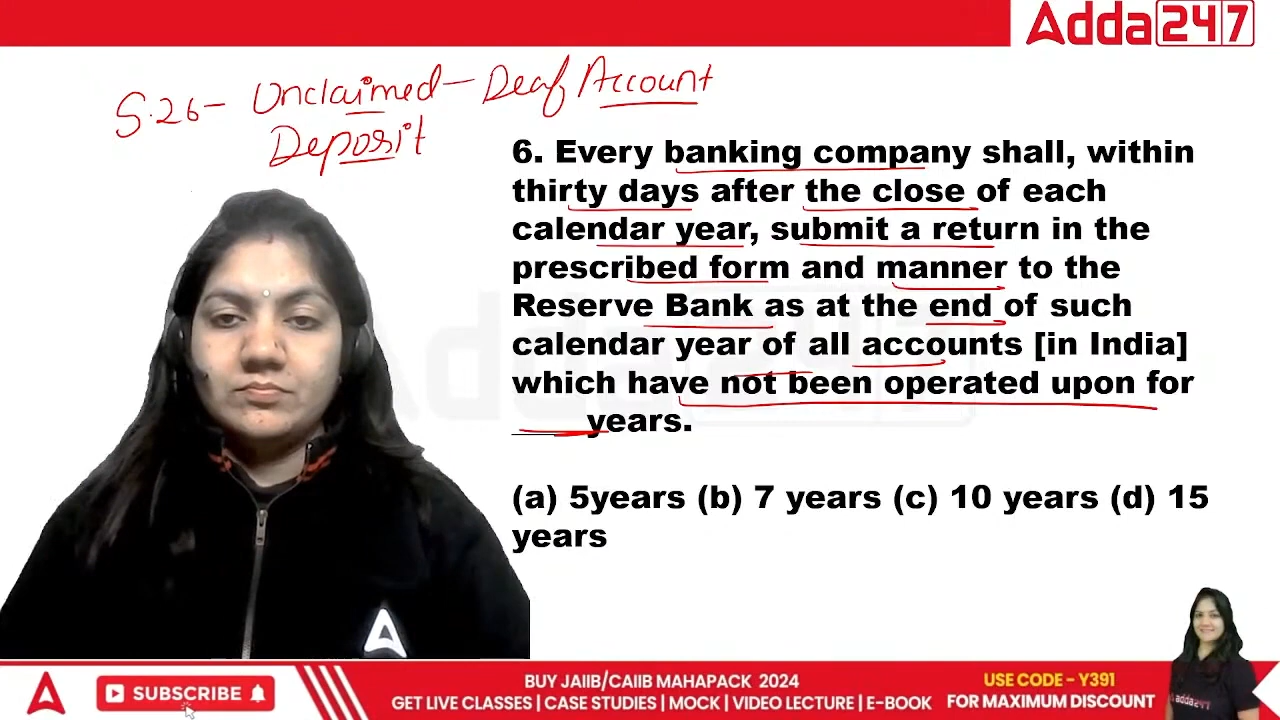 Adda247
S.26- Unclaimed - Deaf Account
Deposit
6. Every banking company shall, within
thirty days after the close of each
calendar year, submit a return in the
prescribed form and manner to the
Reserve Bank as at the end of such
calendar year of all accounts [in India]
which have not been operated upon for
____years.
(a) 5years (b) 7 years (c) 10 years (d) 15
years
Adda247
adda247
SUBSCRIBE
BUY JAIIB/CAIIB MAHAPACK 2024
GET LIVE CLASSES | CASE STUDIES | MOCK | VIDEO LECTURE | E-BOOK
USE CODE - Y391
FOR MAXIMUM DISCOUNT